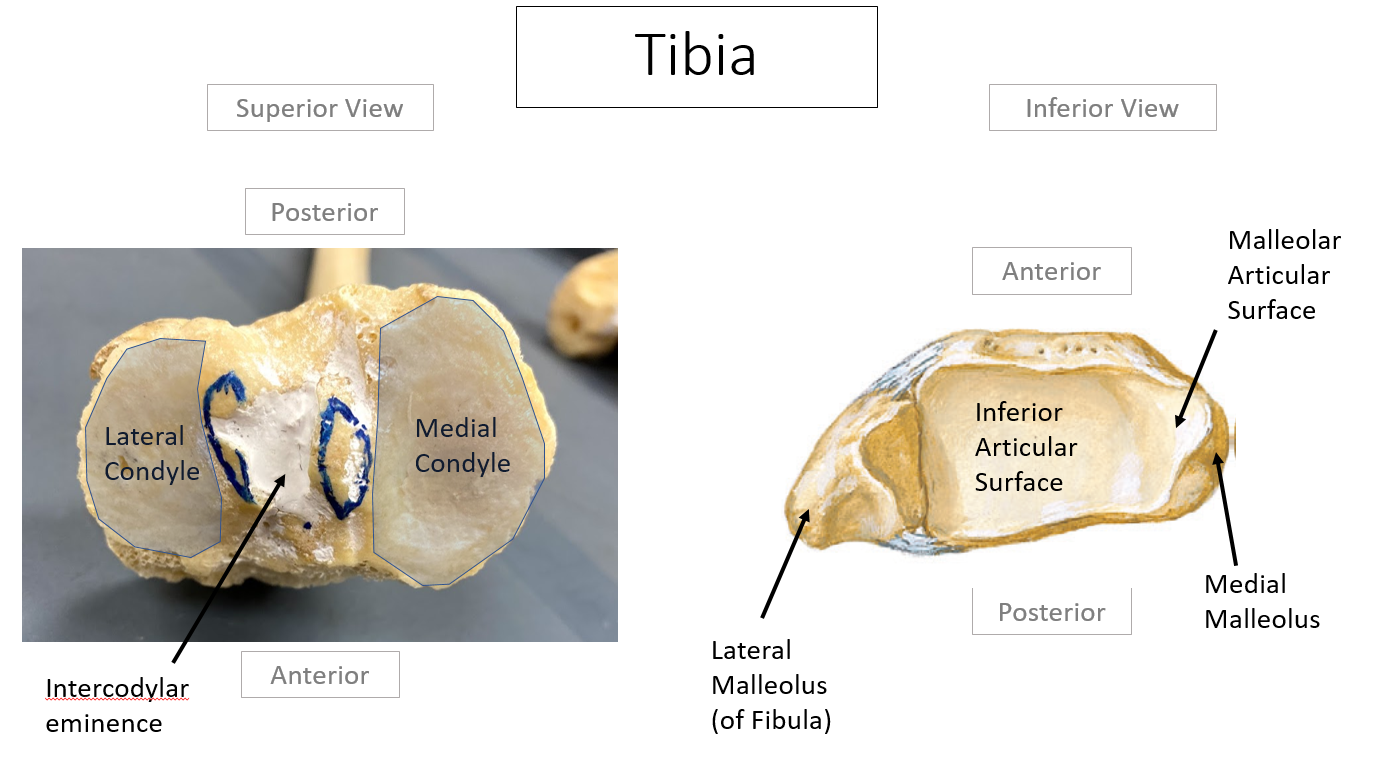 Tibia
Superior View
Inferior View
Posterior
Anterior
Malleolar
Articular
Surface
Lateral
Condyle
Medial
Condyle
Inferior
Articular
Surface
Anterior
Posterior
Medial
Malleolus
Intercodylar
eminence
Lateral
Malleolus
(of Fibula)